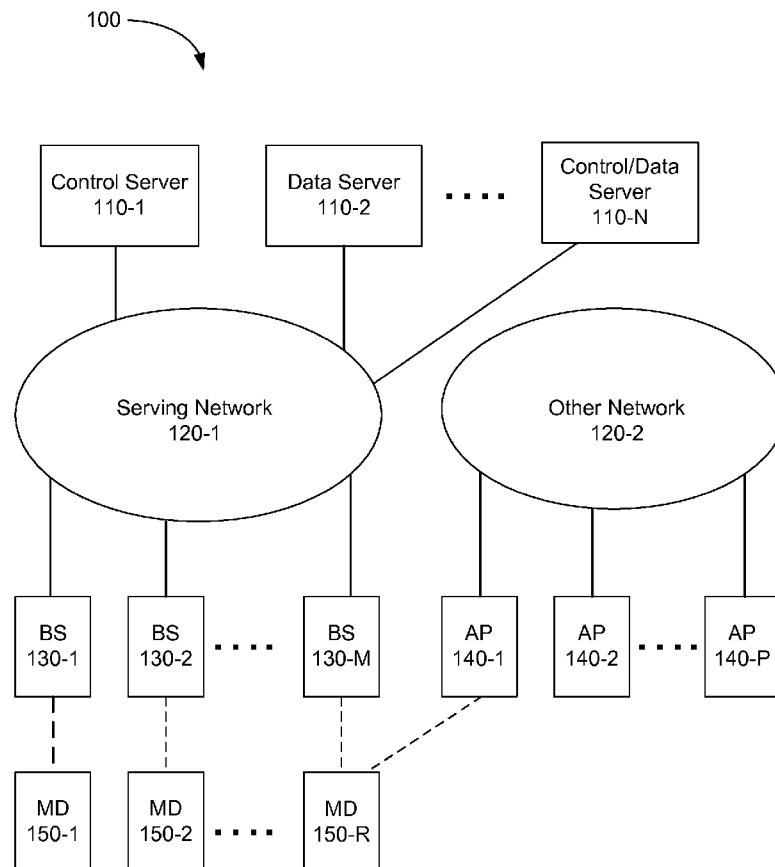 100
Control Server
110-1
Data Server
110-2
Control/Data
Server
110-N
Serving Network
120-1
Other Network
120-2
BS
130-1
BS
130-2
BS
130-M
AP
140-1
AP
140-2
AP
140-P
MD
150-1
MD
150-2
MD
150-R